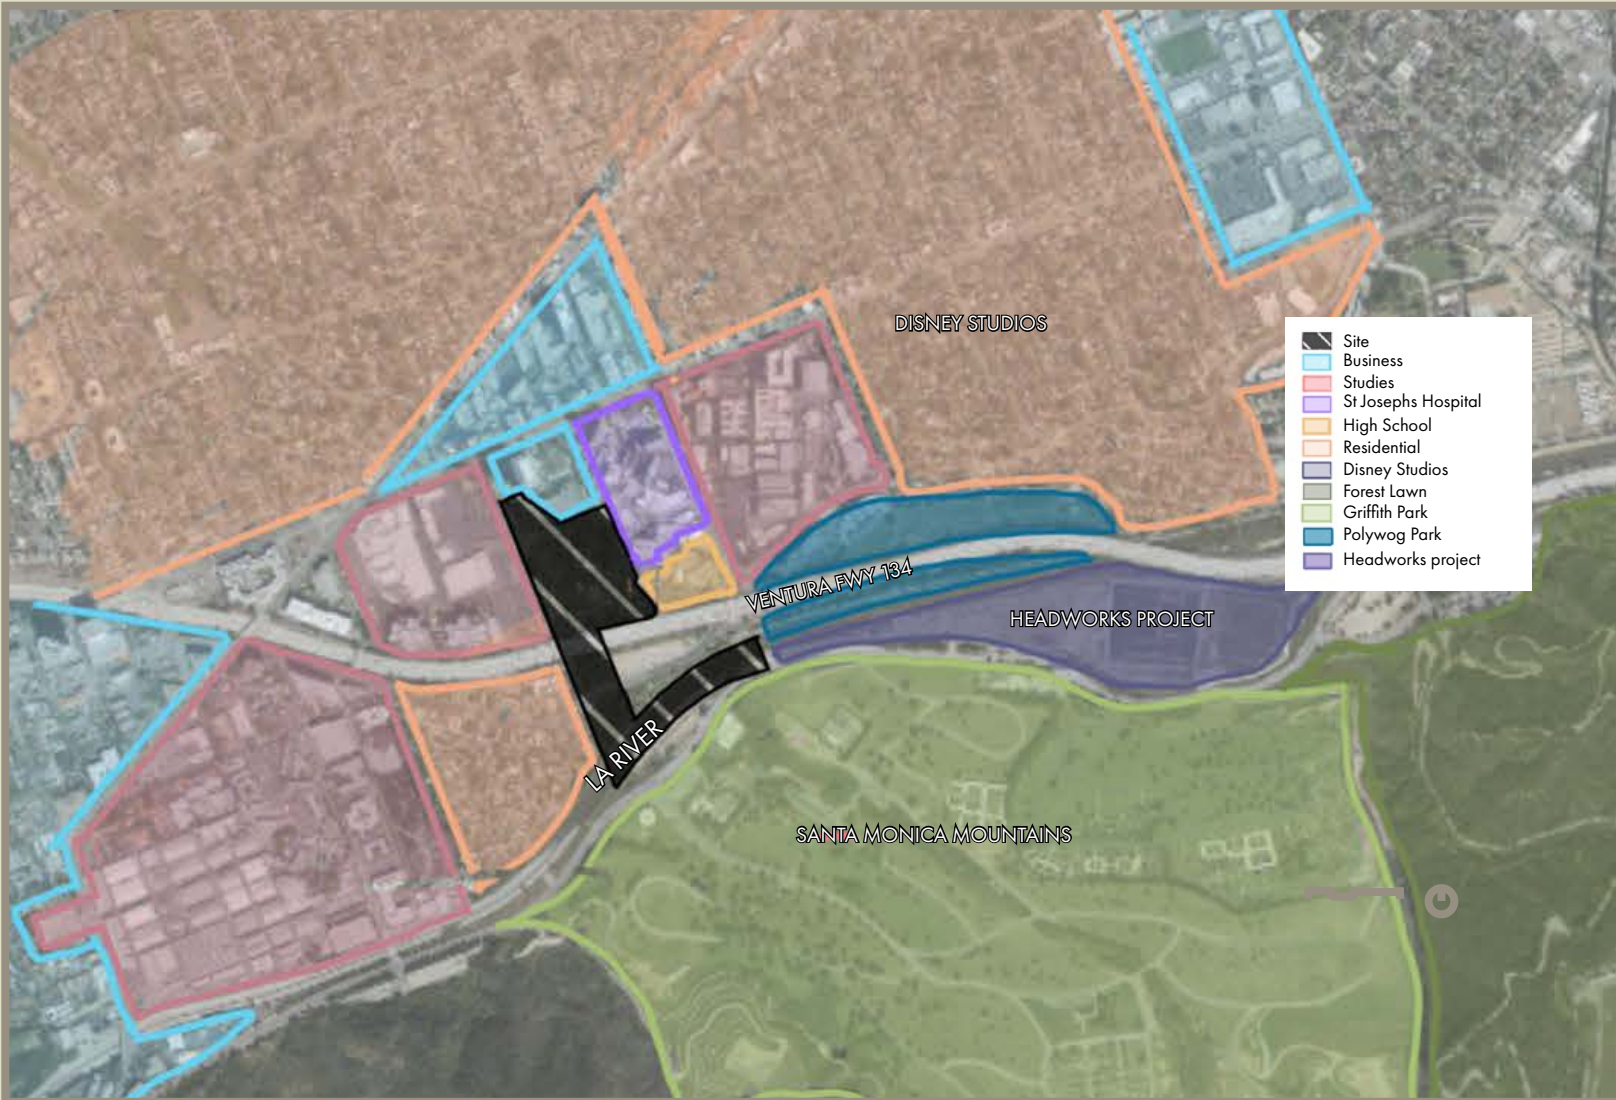 DISNEY STUDIOS
Site
Business
Studies
St Josephs Hospital
High School
Residential
Disney Studios
Forest Lawn
Griffith Park
Polywog Park
Headworks project
VENTURA FWY 134
HEADWORKS PROJECT
LA RIVER
SANTA MONICA MOUNTAINS